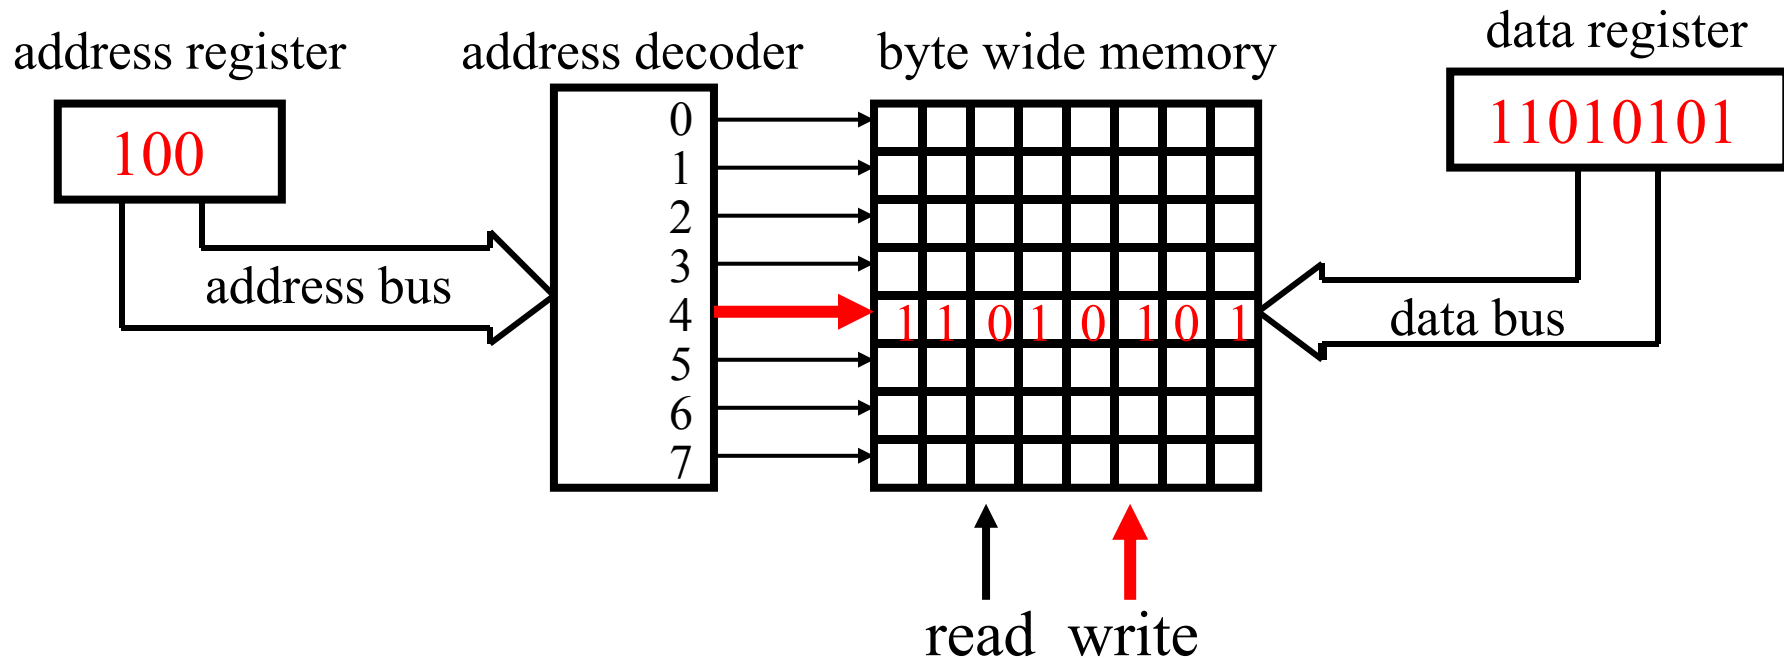 address register
address decoder
byte wide memory
data register
100
11010101
0
1
2
3
4
5
6
7
1 1 0 1 0 1 0 1
address bus
data bus
read
write